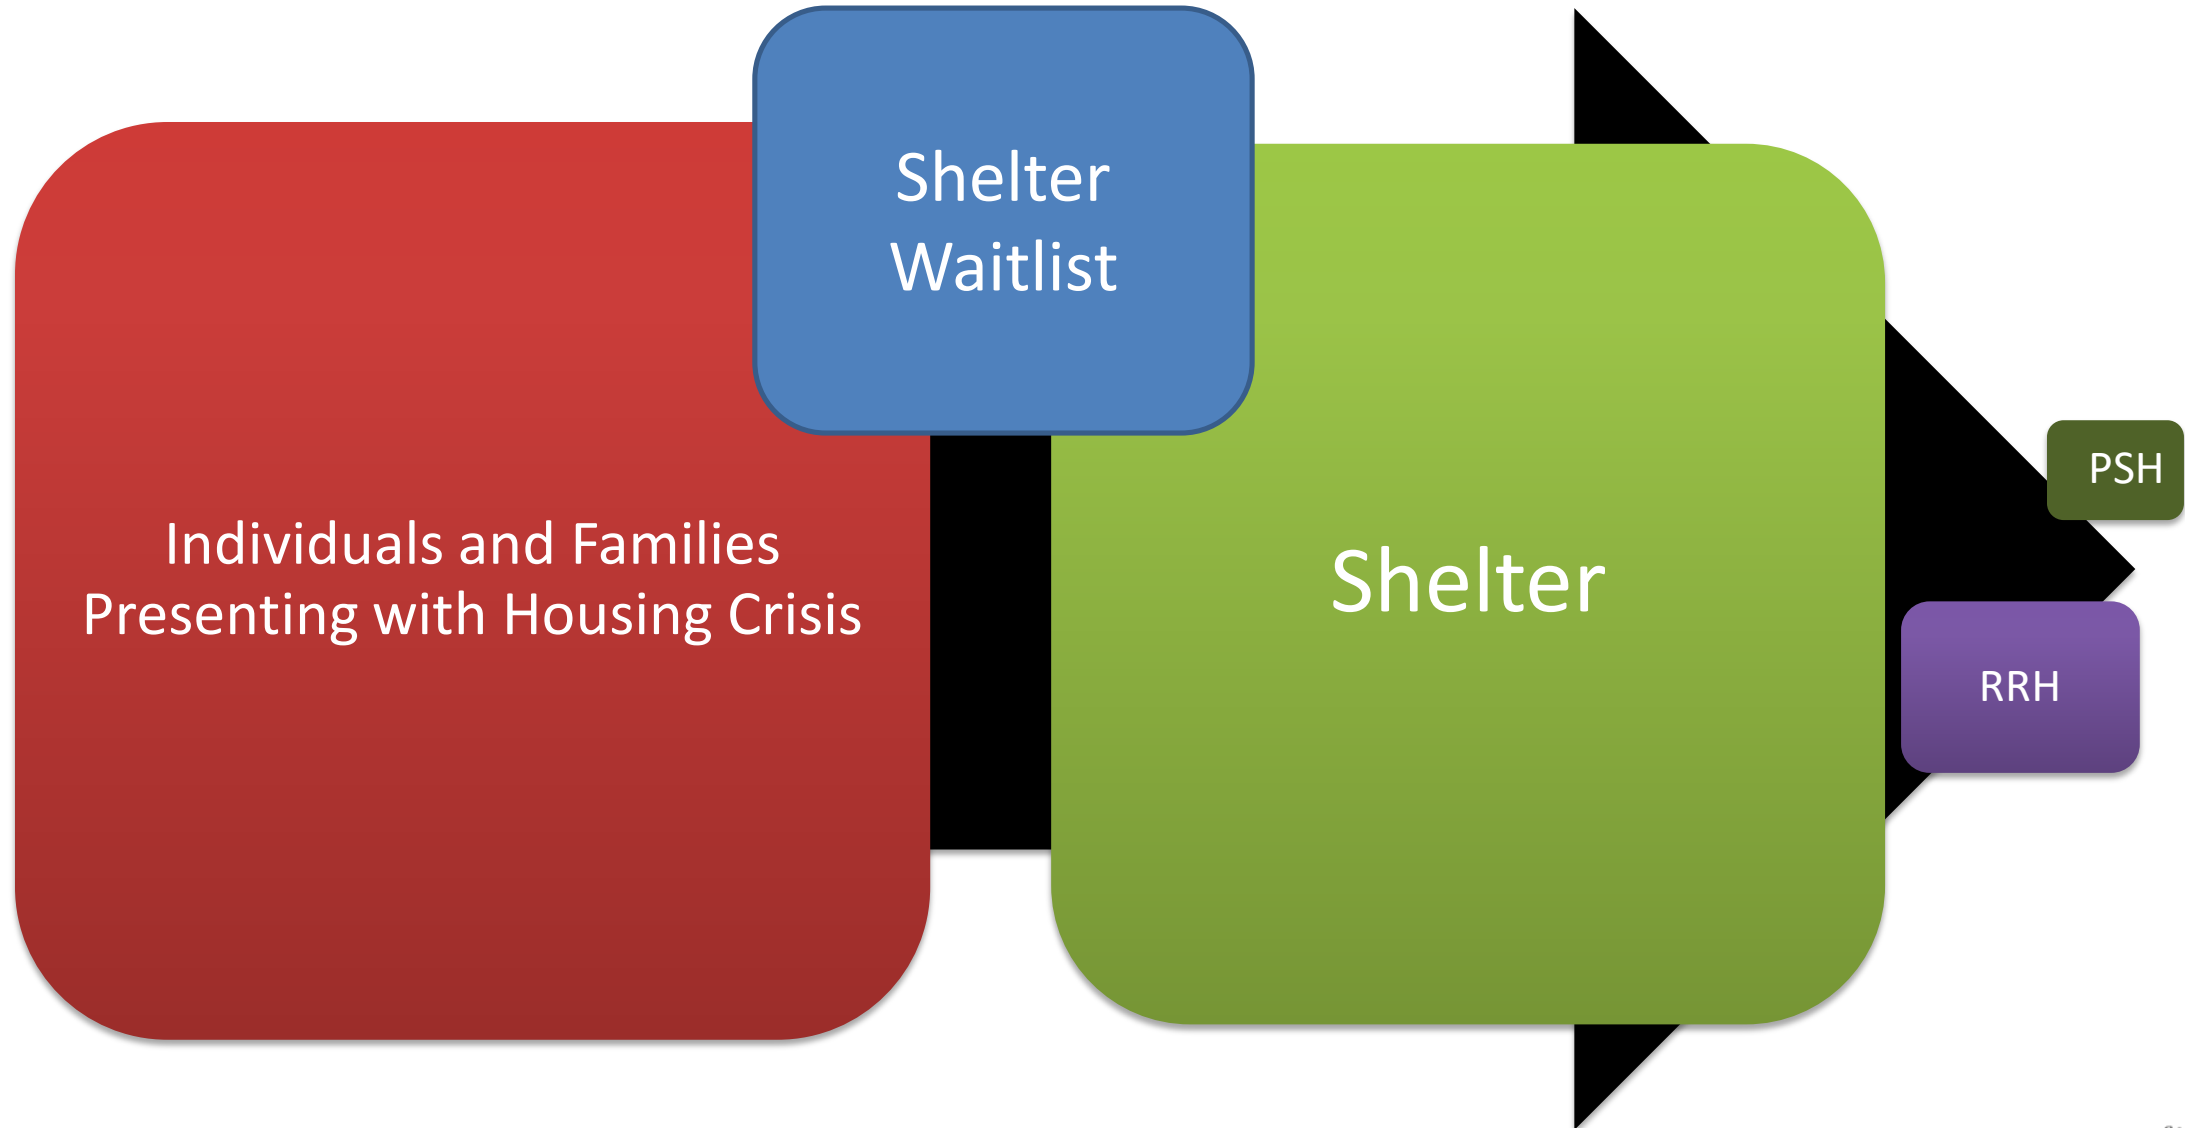 Shelter
Waitlist
Individuals and Families
Presenting with Housing Crisis
Shelter
PSH
RRH